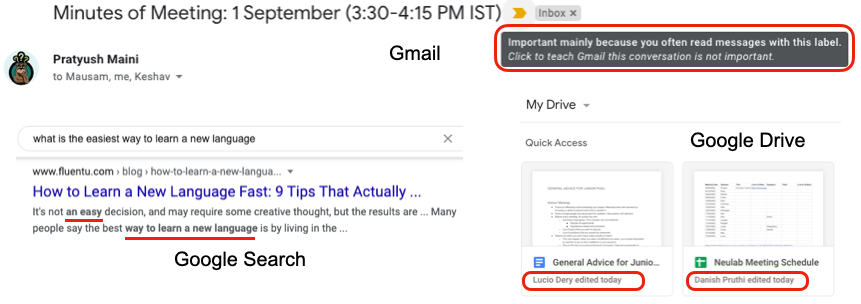 Minutes of Meeting: 1 September (3:30-4:15 PM IST) Inbox ×
Important mainly because you often read messages with this label.
Click to teach Gmail this conversation is not important.
Gmail
Pratyush Maini
to Mausam, me, Keshav
what is the easiest way to learn a new language
www.fluentu.com › blog › how-to-learn-a-new-langua...
How to Learn a New Language Fast: 9 Tips That Actually ...
It's not an easy decision, and may require some creative thought, but the results are ... Many
people say the best way to learn a new language is by living in the ...
Google Search
My Drive
Google Drive
Quick Access
GENERAL ADVICE FOR JUNIOR PHDS
General Advice for Junio...
Lucio Dery edited today
Neulab Meeting Schedule
Danish Pruthi edited today